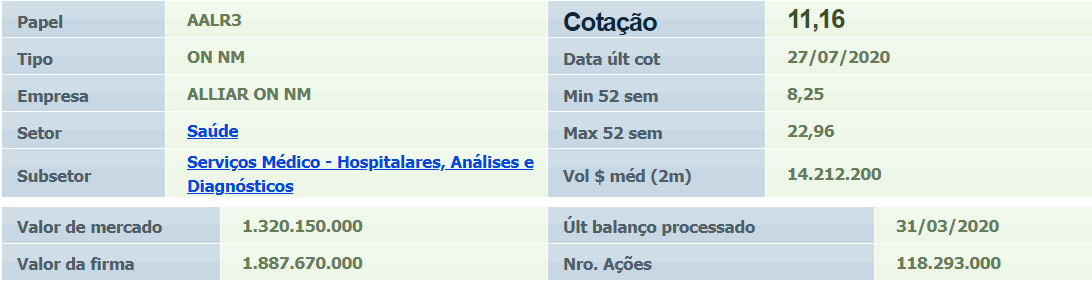 Papel AALR3 Cotação 11,16
Tipo ON NM Data últ cot 27/07/2020
Empresa ALLIAR ON NM Min 52 sem 8,25
Setor Saúde Max 52 sem 22,96
Subsetor Serviços Médico - Hospitalares, Análises e
Diagnósticos Vol $ méd (2m) 14.212.200
Valor de mercado 1.320.150.000 Últ balanço processado 31/03/2020
Valor da firma 1.887.670.000 Nro. Ações 118.293.000